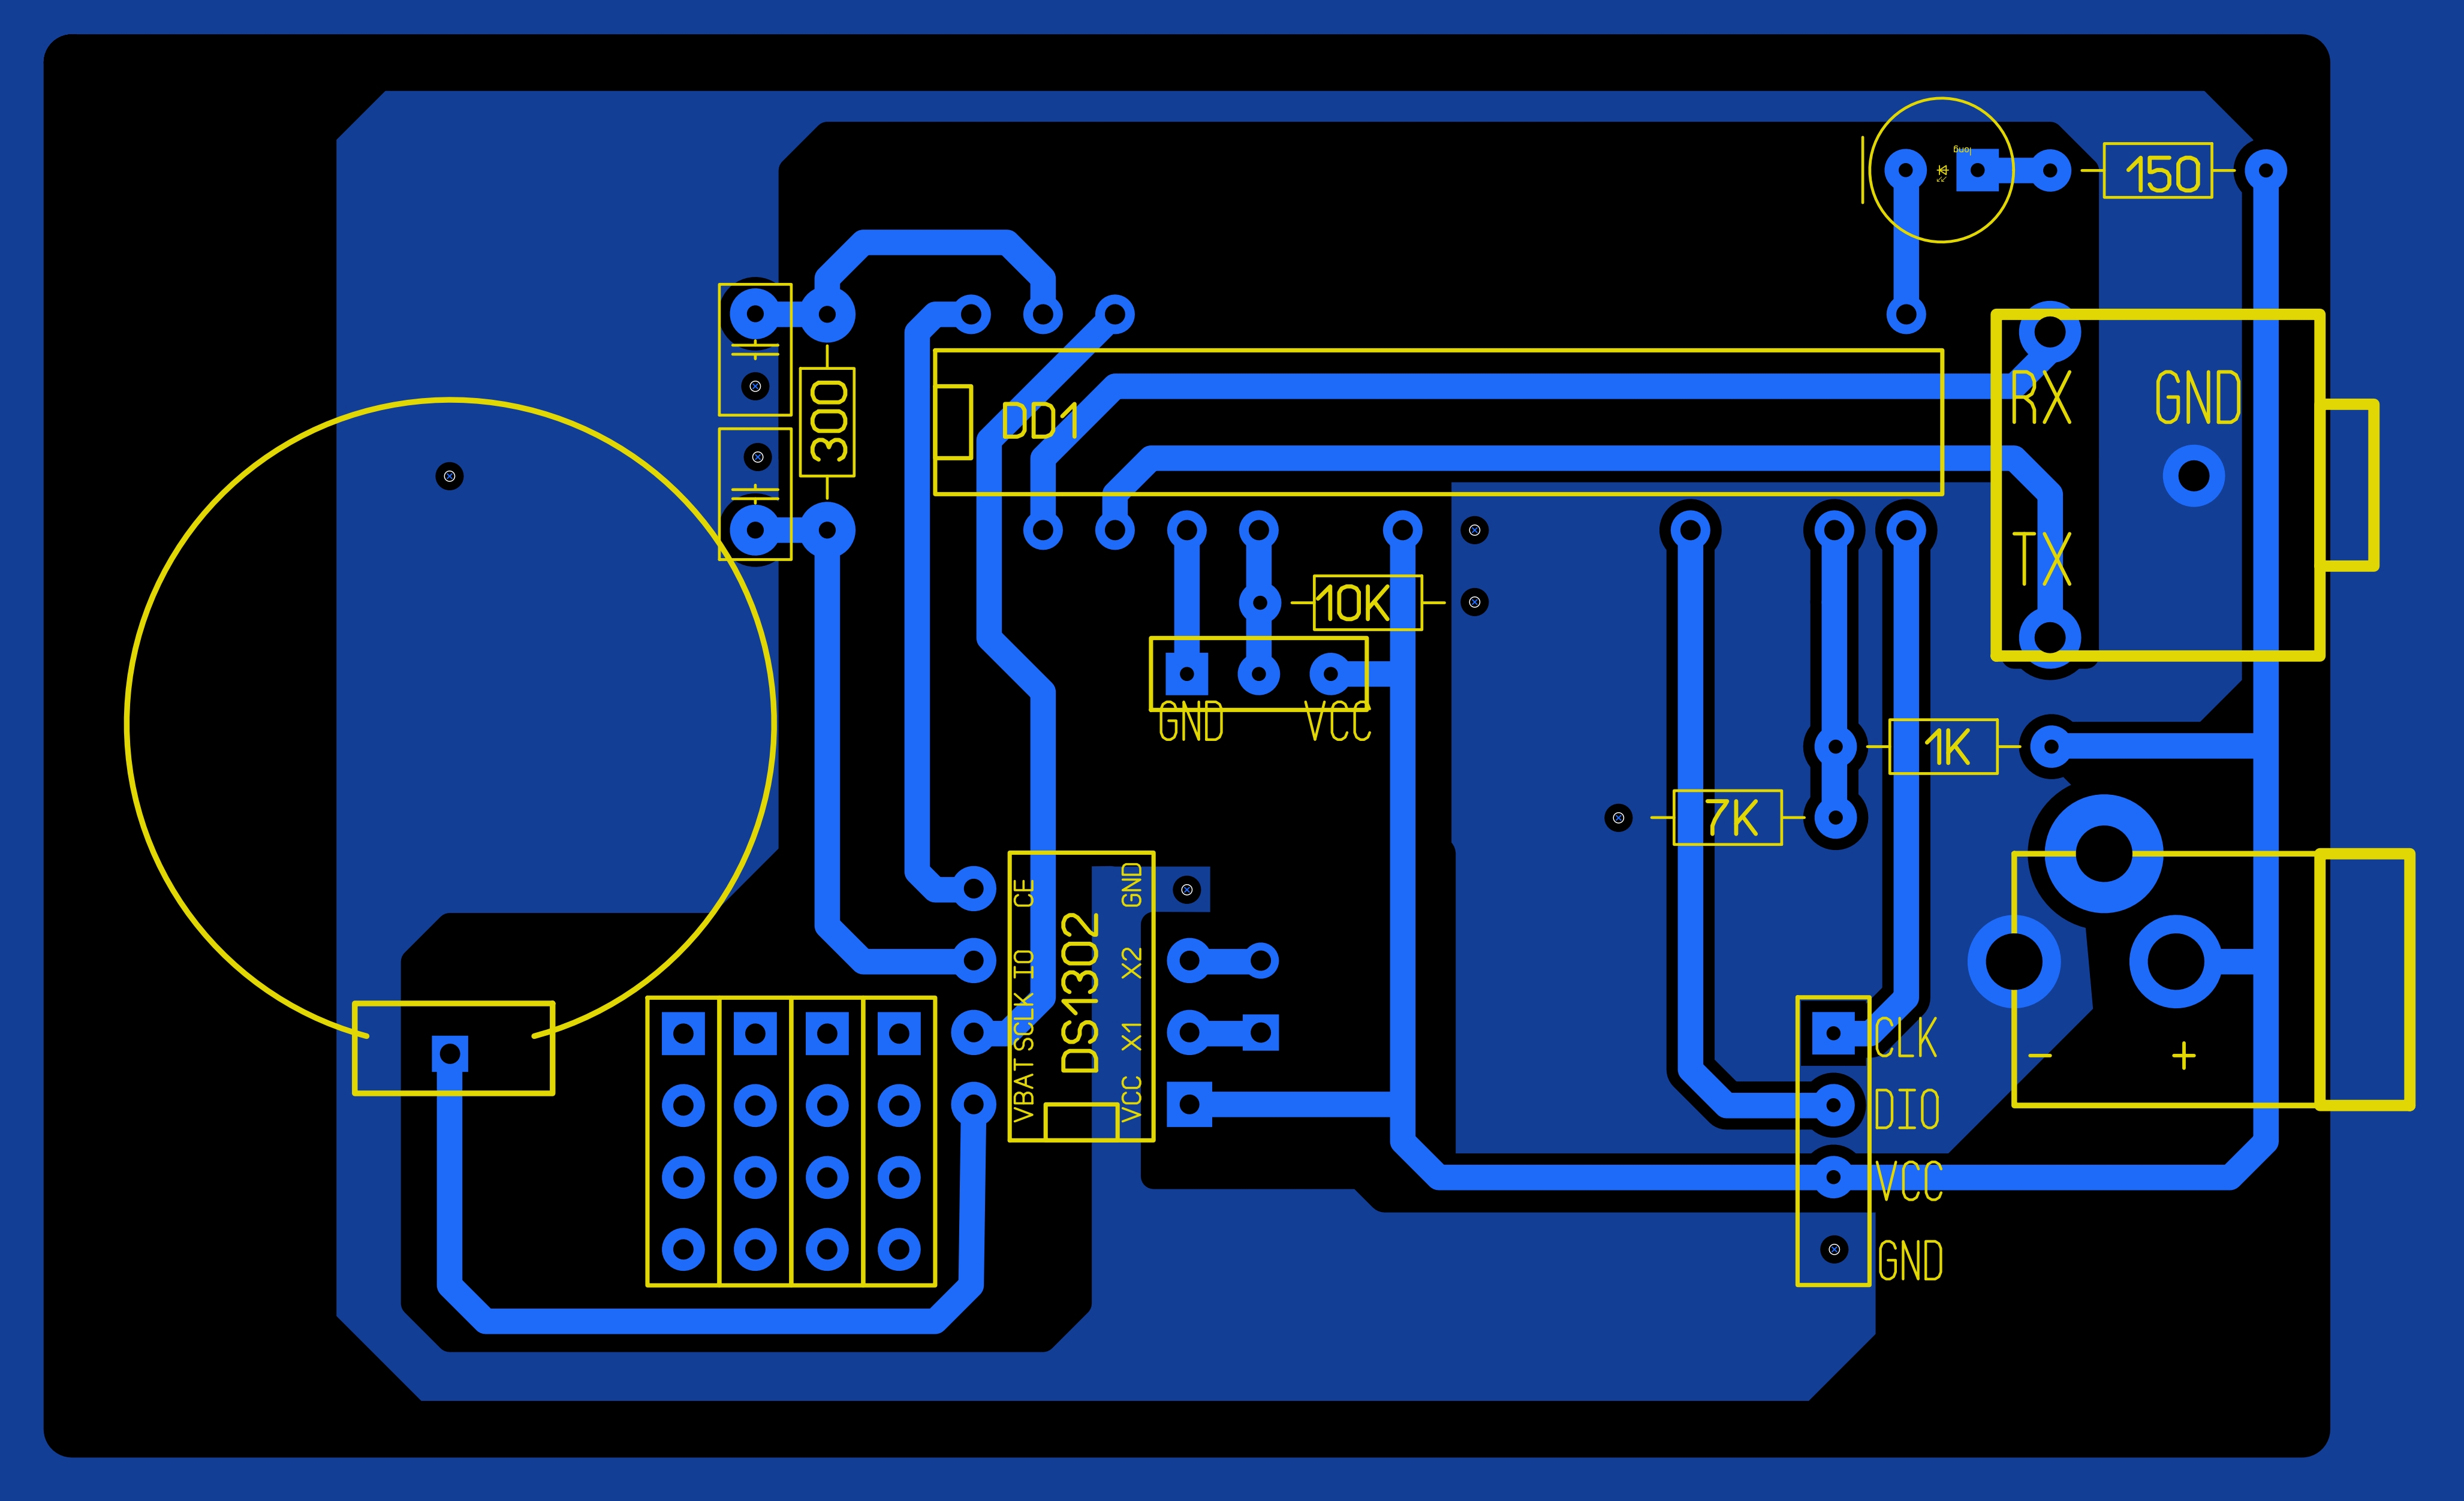 long
150
300
DD1
RX
GND
TX
10K
GND
VCC
1K
7K
CE
GND
IO
X2
DS1302
SCLK
X1
VBAT
VCC
CLK
- +
DIO
VCC
GND